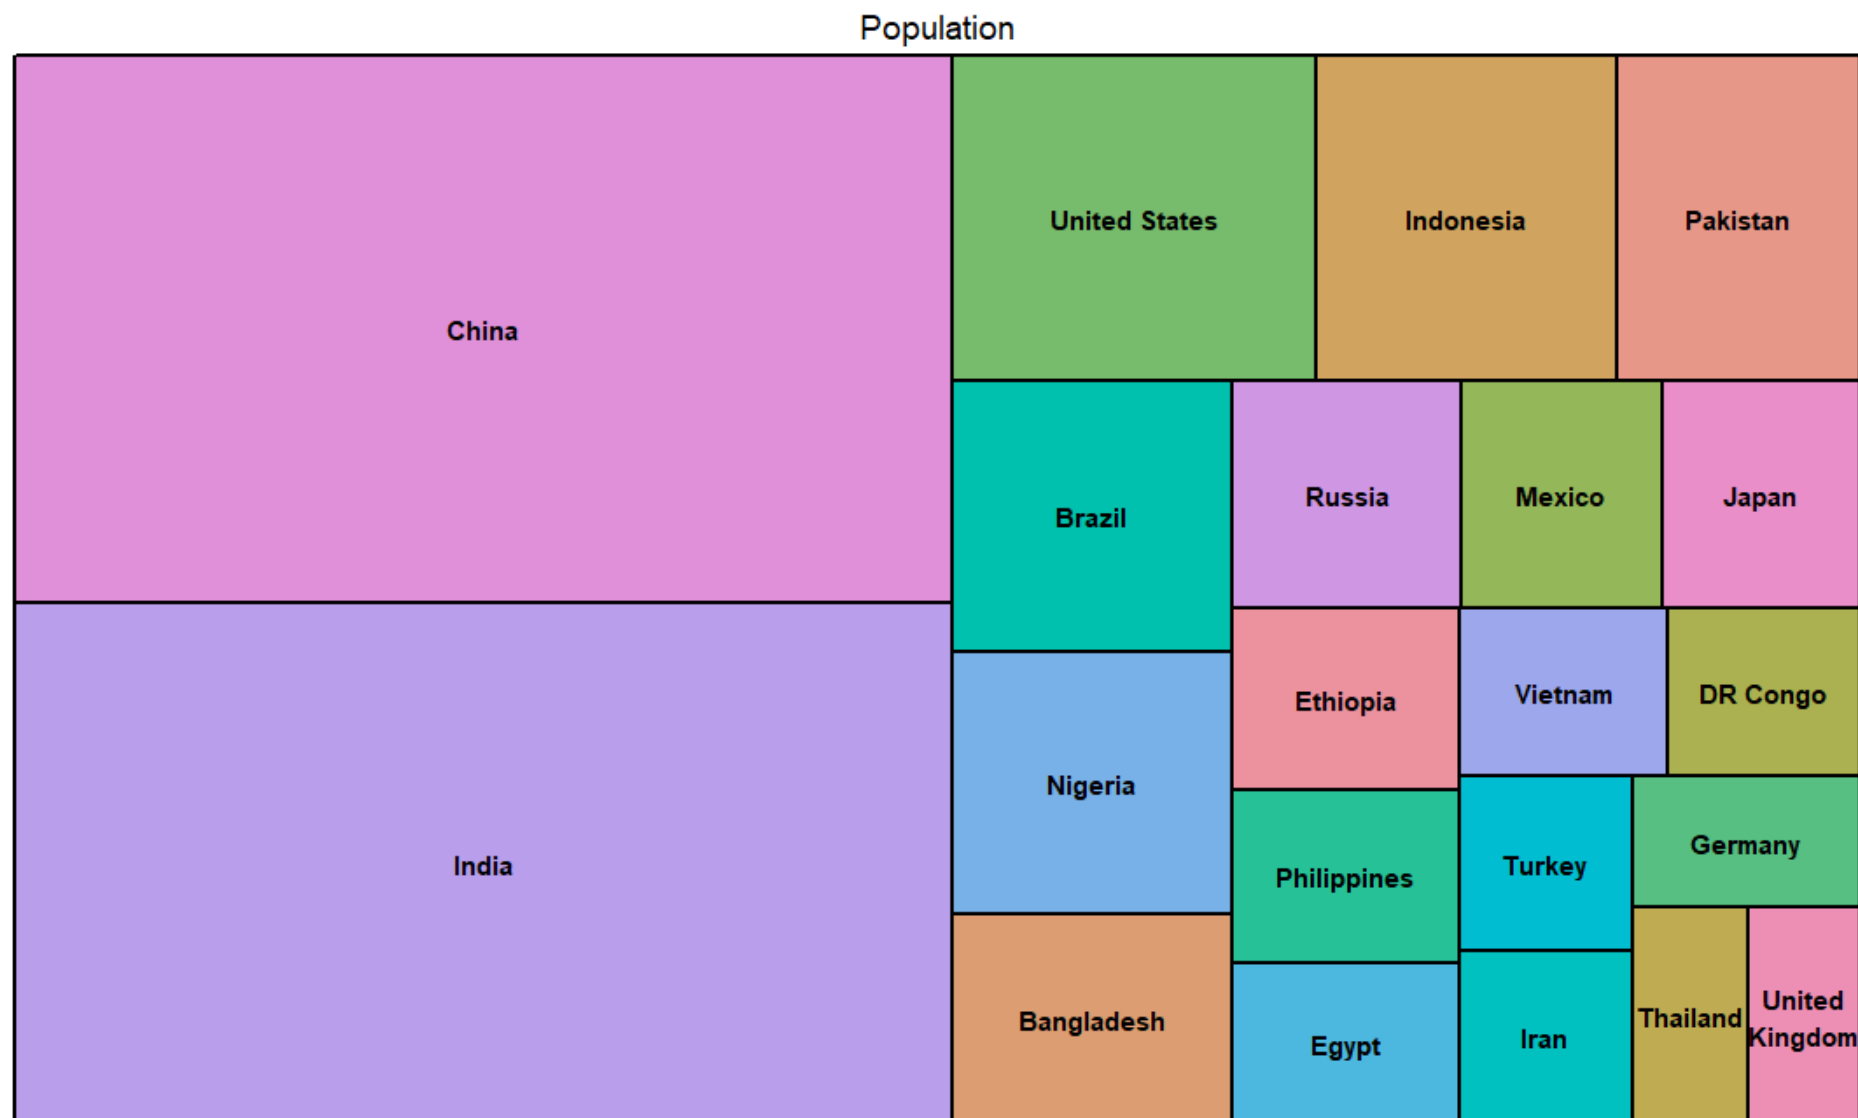 Population
China
India
United States
Indonesia
Pakistan
Brazil
Russia
Mexico
Japan
Nigeria
Ethiopia
Vietnam
DR Congo
Philippines
Turkey
Germany
Bangladesh
Egypt
Iran
Thailand
United
Kingdom